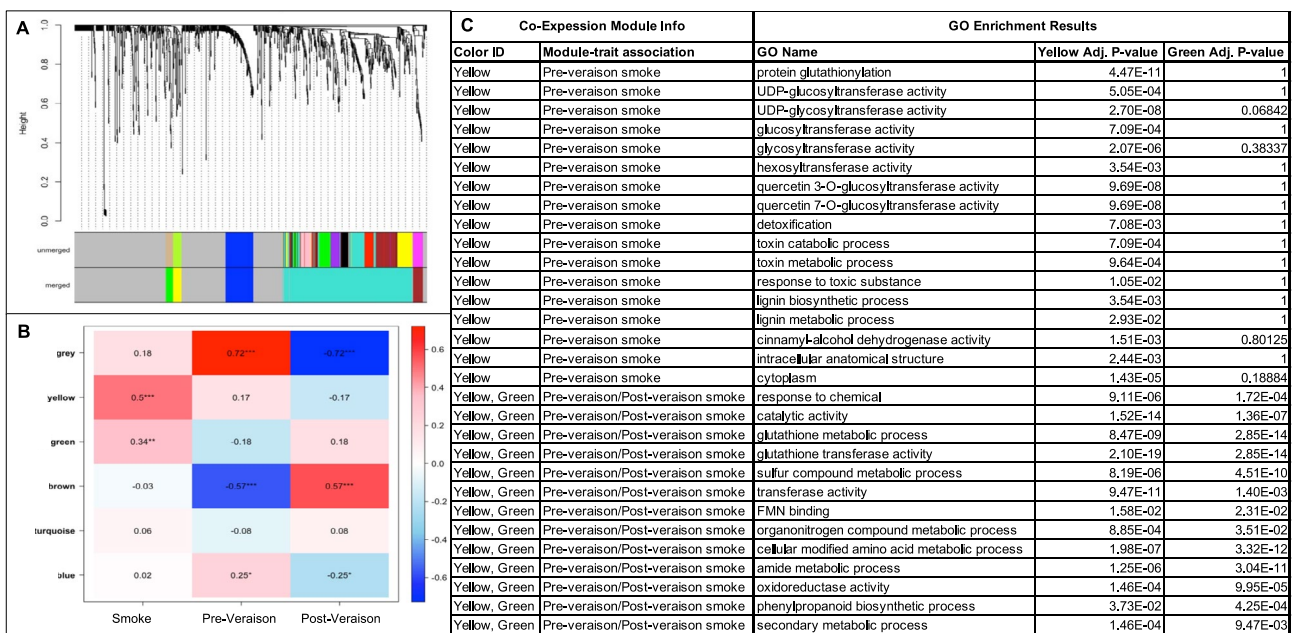 A
Height
1.0
0.8
0.6
0.4
0.2
0.0
unmerged
merged
B
grey
0.18
0.72***
-0.72***
yellow
0.5***
0.17
-0.17
green
0.34**
-0.18
0.18
brown
-0.03
-0.57***
0.57***
turquoise
0.06
-0.08
0.08
blue
0.02
0.25*
-0.25*
Smoke
Pre-Veraison
Post-Veraison
0.6
0.4
0.2
0.0
-0.2
-0.4
-0.6
C
Co-Expession Module Info GO Enrichment Results
Color ID Module-trait association GO Name Yellow Adj. P-value Green Adj. P-value
Yellow Pre-veraison smoke protein glutathionylation 4.47E-11 1
Yellow Pre-veraison smoke UDP-glucosyltransferase activity 5.05E-04 1
Yellow Pre-veraison smoke UDP-glycosyltransferase activity 2.70E-08 0.06842
Yellow Pre-veraison smoke glucosyltransferase activity 7.09E-04 1
Yellow Pre-veraison smoke glycosyltransferase activity 2.07E-06 0.38337
Yellow Pre-veraison smoke hexosyltransferase activity 3.54E-03 1
Yellow Pre-veraison smoke quercetin 3-O-glucosyltransferase activity 9.69E-08 1
Yellow Pre-veraison smoke quercetin 7-O-glucosyltransferase activity 9.69E-08 1
Yellow Pre-veraison smoke detoxification 7.08E-03 1
Yellow Pre-veraison smoke toxin catabolic process 7.09E-04 1
Yellow Pre-veraison smoke toxin metabolic process 9.64E-04 1
Yellow Pre-veraison smoke response to toxic substance 1.05E-02 1
Yellow Pre-veraison smoke lignin biosynthetic process 3.54E-03 1
Yellow Pre-veraison smoke lignin metabolic process 2.93E-02 1
Yellow Pre-veraison smoke cinnamyl-alcohol dehydrogenase activity 1.51E-03 0.80125
Yellow Pre-veraison smoke intracellular anatomical structure 2.44E-03 1
Yellow Pre-veraison smoke cytoplasm 1.43E-05 0.18884
Yellow, Green Pre-veraison/Post-veraison smoke response to chemical 9.11E-06 1.72E-04
Yellow, Green Pre-veraison/Post-veraison smoke catalytic activity 1.52E-14 1.36E-07
Yellow, Green Pre-veraison/Post-veraison smoke glutathione metabolic process 8.47E-09 2.85E-14
Yellow, Green Pre-veraison/Post-veraison smoke glutathione transferase activity 2.10E-19 2.85E-14
Yellow, Green Pre-veraison/Post-veraison smoke sulfur compound metabolic process 8.19E-06 4.51E-10
Yellow, Green Pre-veraison/Post-veraison smoke transferase activity 9.47E-11 1.40E-03
Yellow, Green Pre-veraison/Post-veraison smoke FMN binding 1.58E-02 2.31E-02
Yellow, Green Pre-veraison/Post-veraison smoke organonitrogen compound metabolic process 8.85E-04 3.51E-02
Yellow, Green Pre-veraison/Post-veraison smoke cellular modified amino acid metabolic process 1.98E-07 3.32E-12
Yellow, Green Pre-veraison/Post-veraison smoke amide metabolic process 1.25E-06 3.04E-11
Yellow, Green Pre-veraison/Post-veraison smoke oxidoreductase activity 1.46E-04 9.95E-05
Yellow, Green Pre-veraison/Post-veraison smoke phenylpropanoid biosynthetic process 3.73E-02 4.25E-04
Yellow, Green Pre-veraison/Post-veraison smoke secondary metabolic process 1.46E-04 9.47E-03